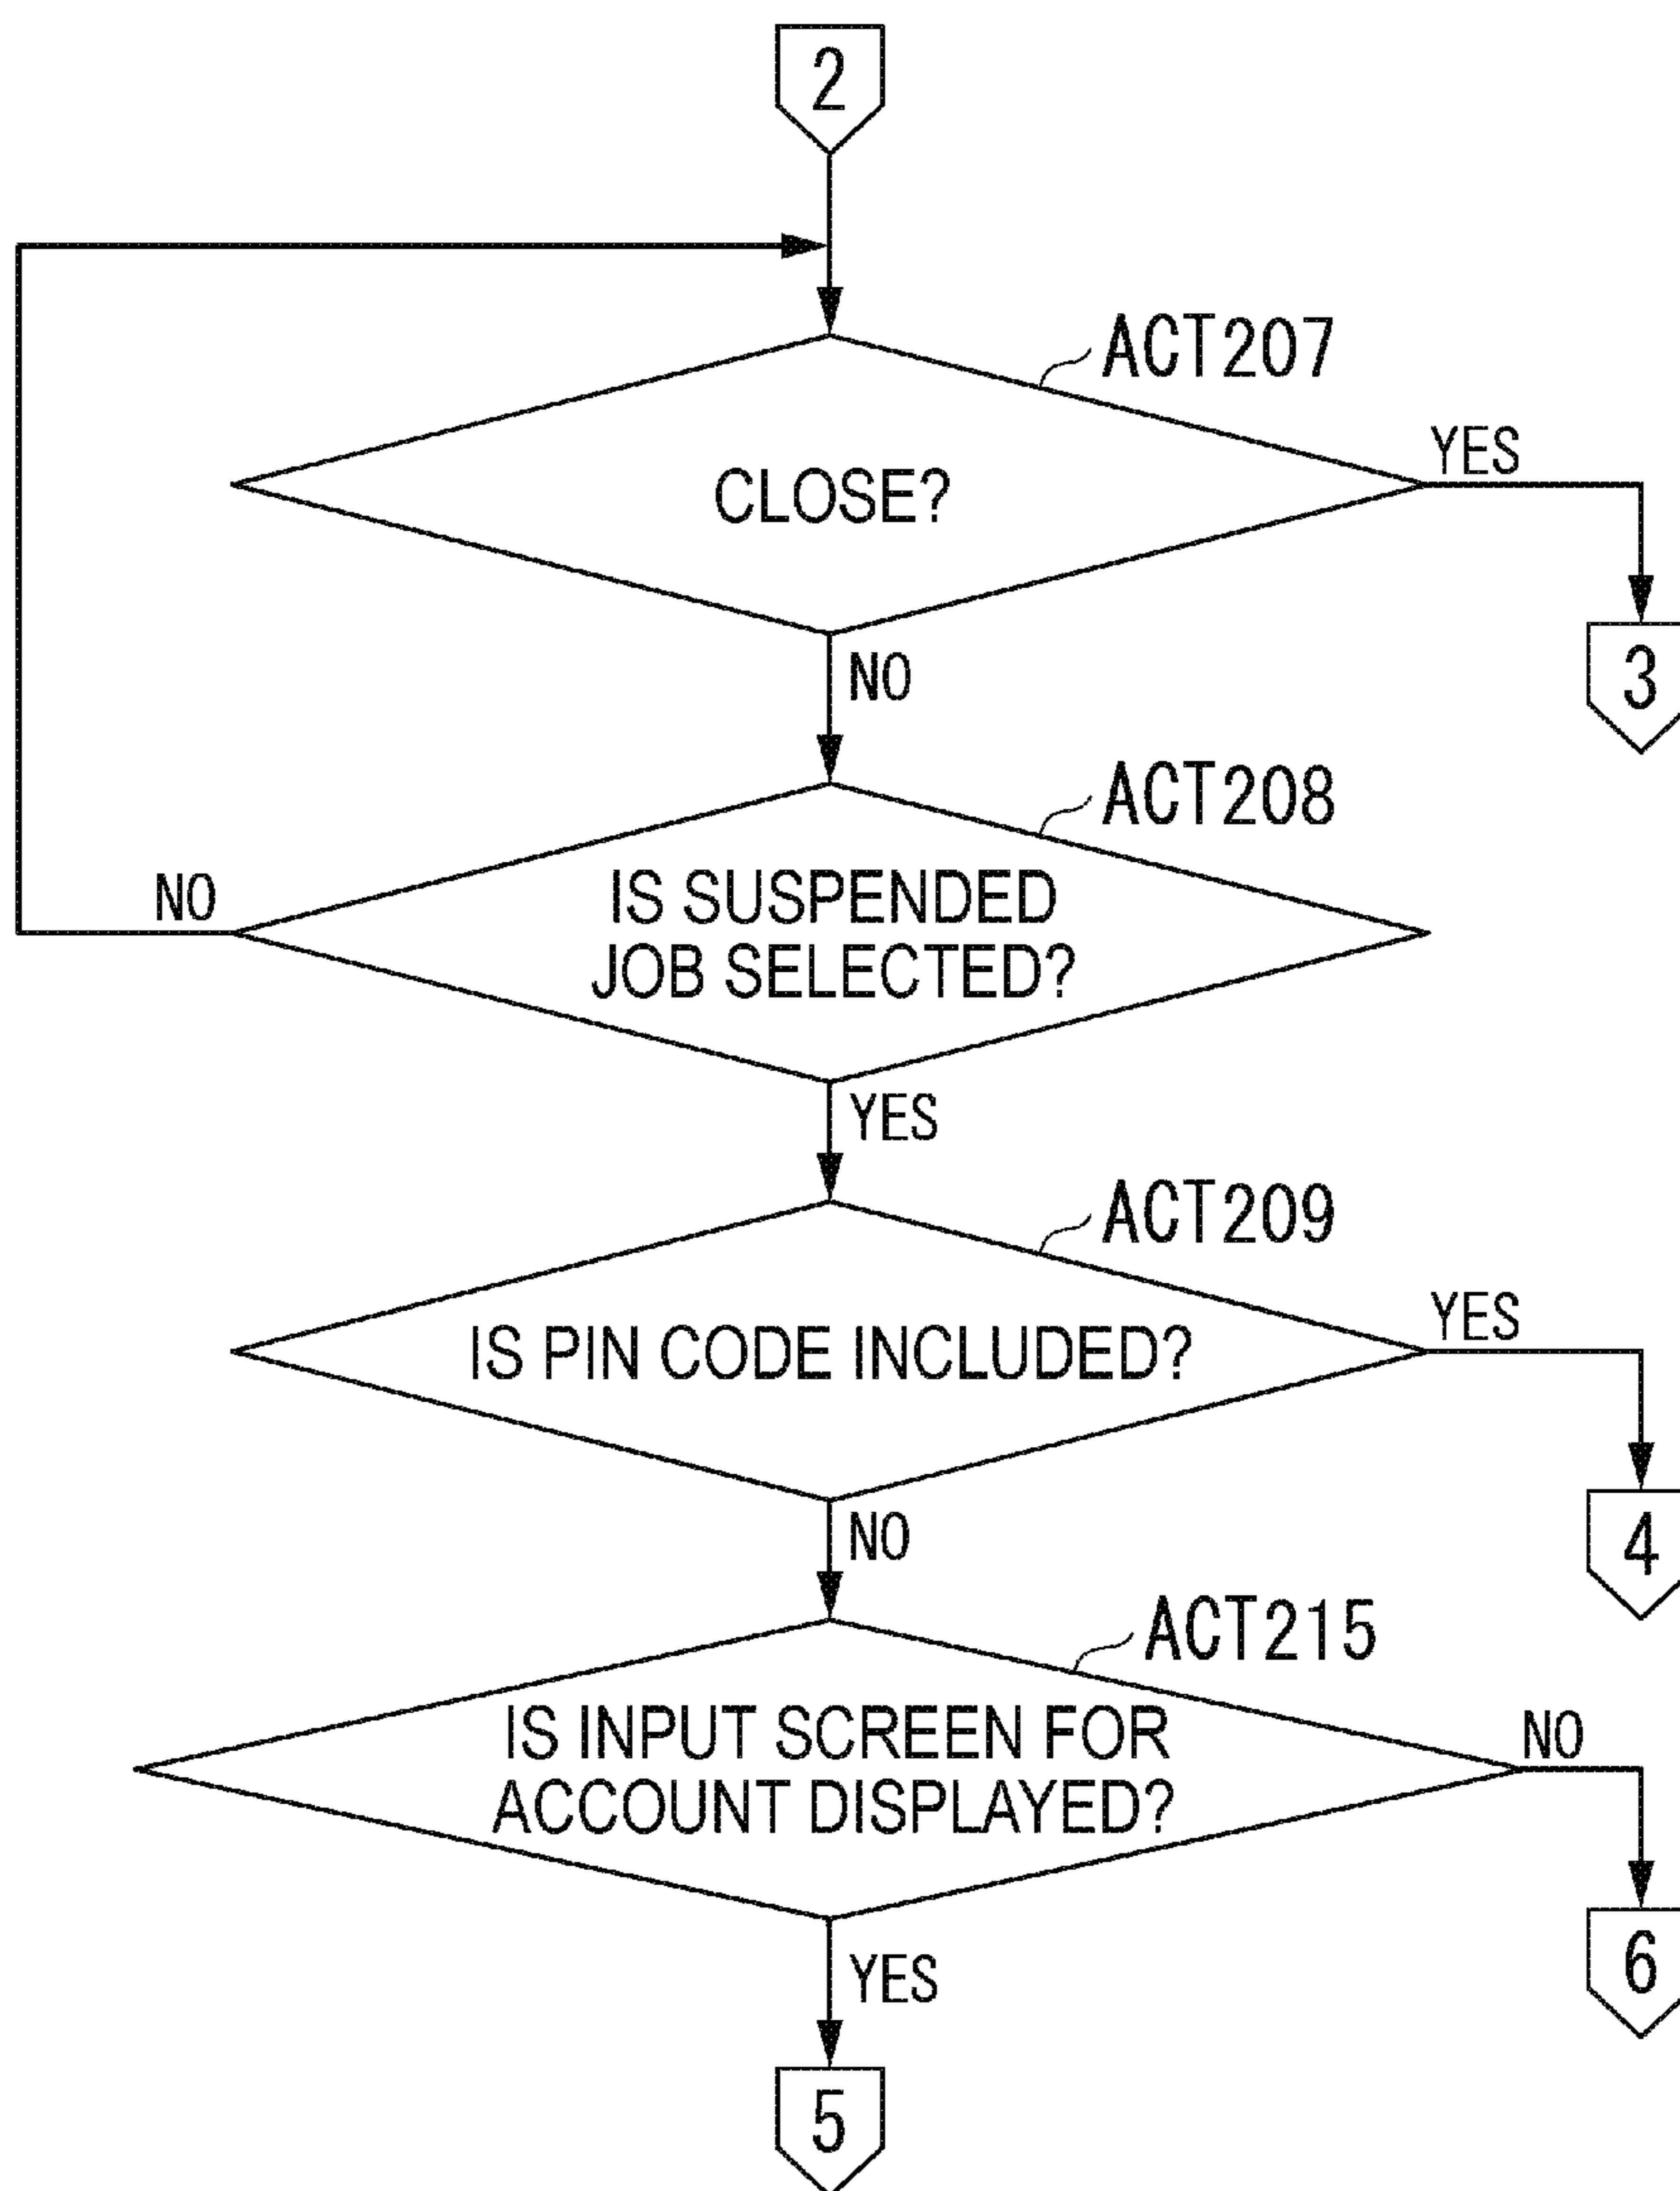 2
ACT207
CLOSE?
YES
3
NO
ACT208
IS SUSPENDED
JOB SELECTED?
NO
YES
ACT209
IS PIN CODE INCLUDED?
YES
4
NO
ACT215
IS INPUT SCREEN FOR
ACCOUNT DISPLAYED?
NO
6
YES
5